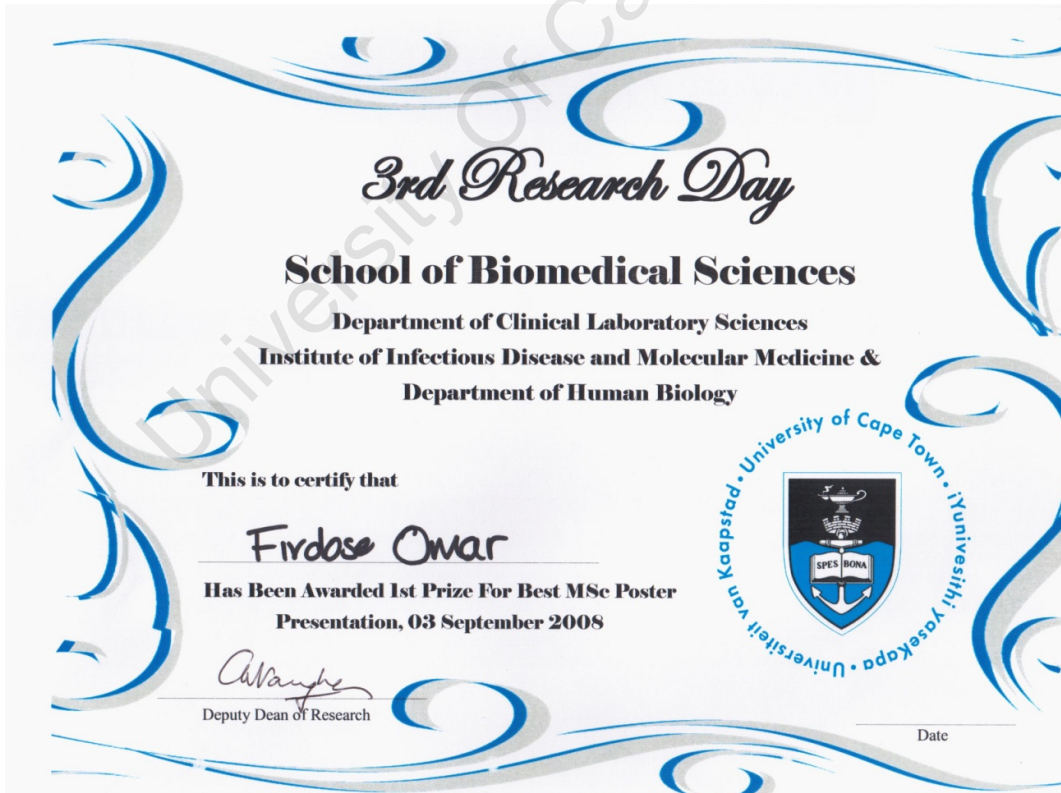 University Of Ca
3rd Research Day
School of Biomedical Sciences
Department of Clinical Laboratory Sciences
Institute of Infectious Disease and Molecular Medicine &
Department of Human Biology
University of Cape Town • iYunivesithi yaseKapa • Universiteit van Kaapstad •
SPES BONA
This is to certify that
Firdose Omar
Has Been Awarded 1st Prize For Best MSc Poster
Presentation, 03 September 2008
Deputy Dean of Research
Date